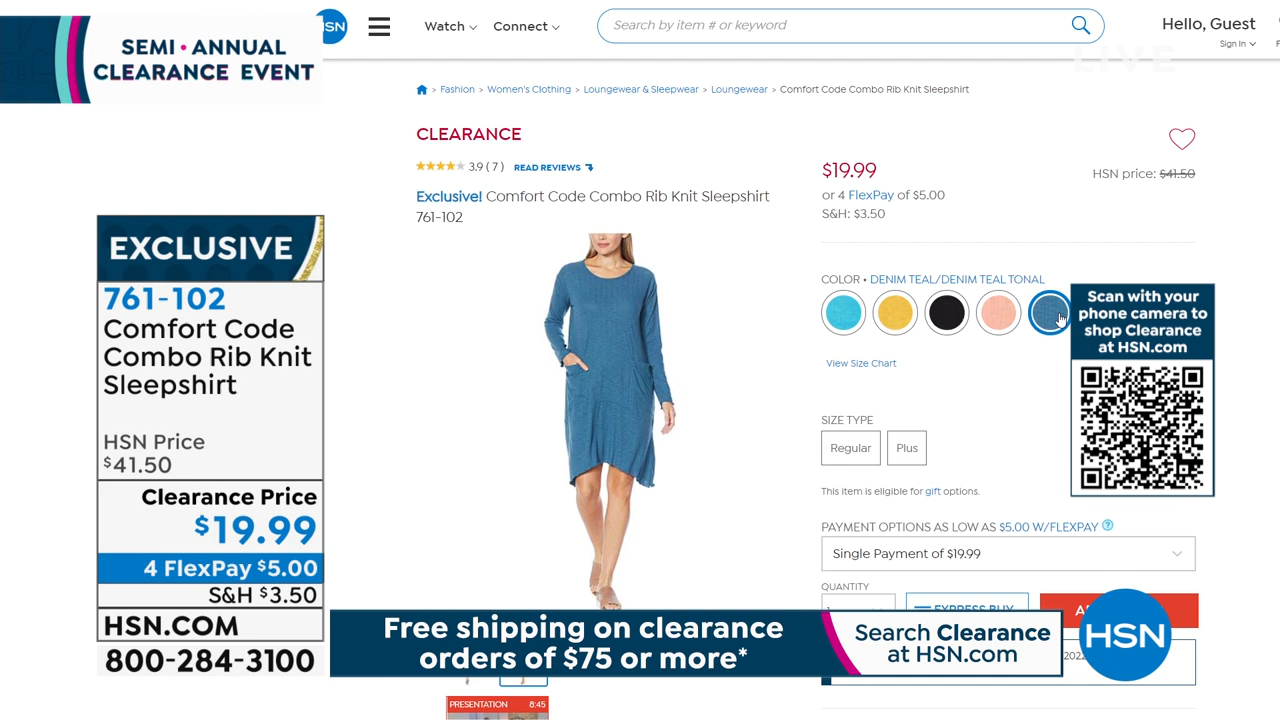 SEMI • ANNUAL
CLEARANCE EVENT
HSN
Watch
Connect
Search by item # or keyword
Hello, Guest
Sign In
LIVE
> Fashion > Women's Clothing > Loungewear & Sleepwear > Loungewear > Comfort Code Combo Rib Knit Sleepshirt
CLEARANCE
3.9 ( 7 ) READ REVIEWS
Exclusive! Comfort Code Combo Rib Knit Sleepshirt
761-102
$19.99
HSN price: $41.50
or 4 FlexPay of $5.00
S&H: $3.50
COLOR • DENIM TEAL/DENIM TEAL TONAL
View Size Chart
SIZE TYPE
Regular
Plus
This item is eligible for gift options.
PAYMENT OPTIONS AS LOW AS $5.00 W/FLEXPAY ?
Single Payment of $19.99
QUANTITY
EXPRESS BUY
EXCLUSIVE
761-102
Comfort Code
Combo Rib Knit
Sleepshirt
HSN Price
$41.50
Clearance Price
$19.99
4 FlexPay $5.00
S&H $3.50
HSN.COM
800-284-3100
Scan with your
phone camera to
shop Clearance
at HSN.com
Free shipping on clearance
orders of $75 or more*
Search Clearance
at HSN.com
HSN
PRESENTATION 8:45